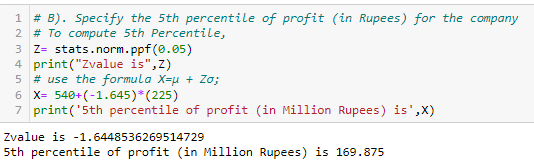 1 # B). Specify the 5th percentile of profit (in Rupees) for the company
2 # To compute 5th Percentile,
3 Z= stats.norm.ppf(0.05)
4 print("Zvalue is",Z)
5 # use the formula X=μ + Zσ;
6 X= 540+(-1.645)*(225)
7 print('5th percentile of profit (in Million Rupees) is',X)
Zvalue is -1.6448536269514729
5th percentile of profit (in Million Rupees) is 169.875